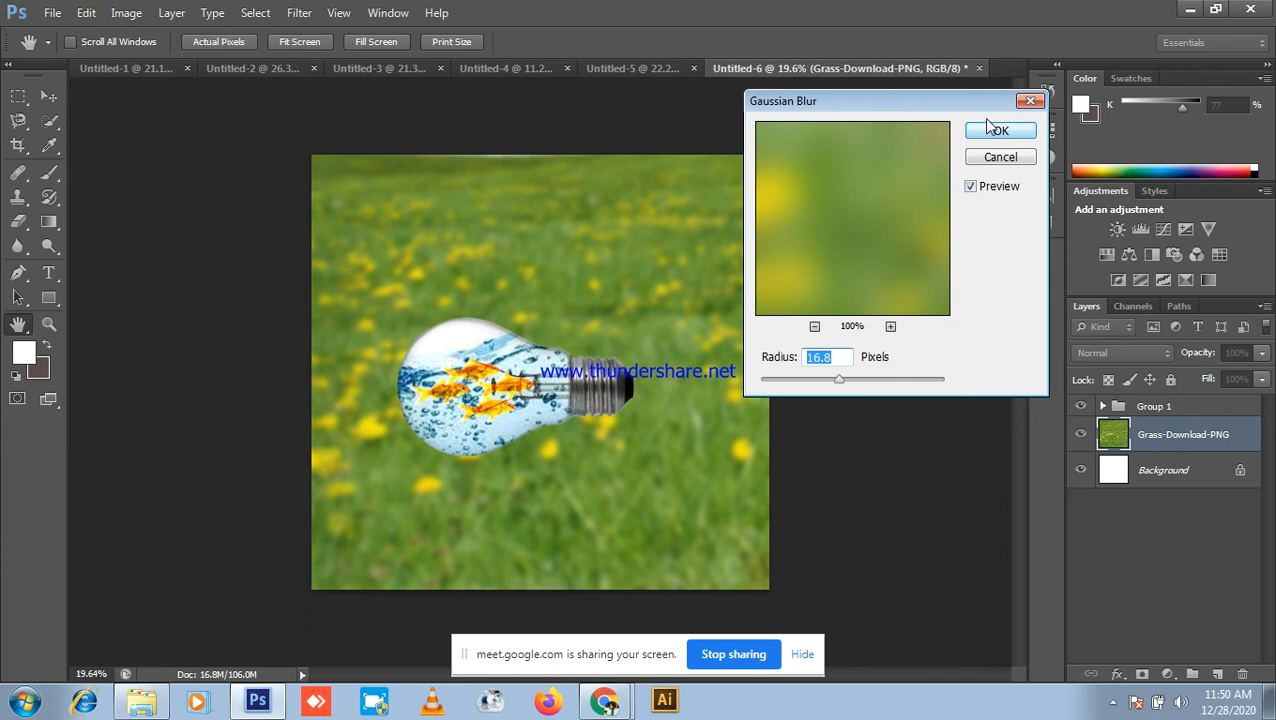 Ps File Edit Image Layer Type Select Filter 3D View Window Help
Scroll All Windows Actual Pixels Fit Screen Fill Screen Print Size Essentials
Untitled-1 @ 21.1... × Untitled-2 @ 26.3... × Untitled-3 @ 21.3... × Untitled-4 @ 11.2... × Untitled-5 @ 22.2... × Untitled-6 @ 19.6% (Grass-Download-PNG, RGB/8) * ×
Color Swatches
K 77 %
Gaussian Blur
OK
Cancel
Preview
100%
Radius: 16.8 Pixels
Adjustments Styles
Add an adjustment
Layers Channels Paths
Kind
Normal Opacity: 100%
Lock: Fill: 100%
Group 1
Grass-Download-PNG
Background
www.thundershare.net
meet.google.com is sharing your screen. Stop sharing Hide
19.64% Doc: 16.8M/106.0M
Ps Ai
11:50 AM
12/28/2020